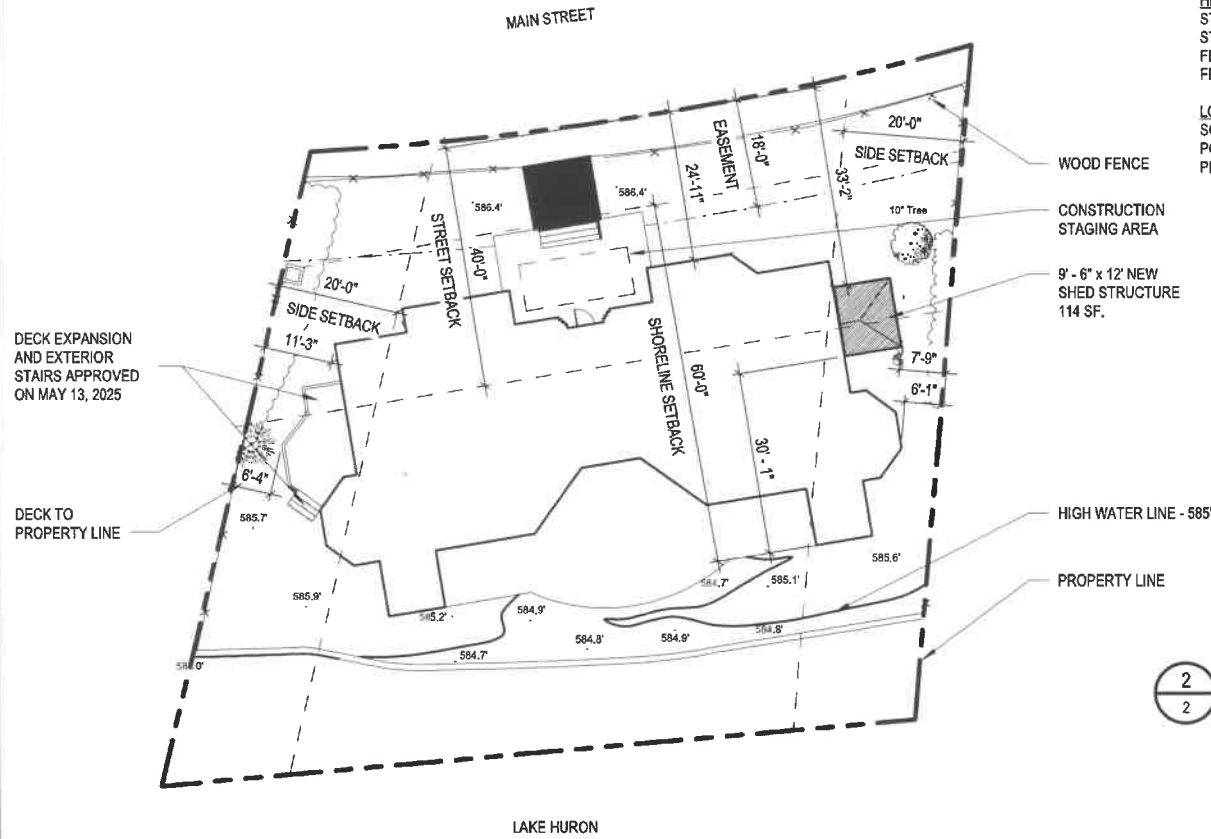 MAIN STREET
WOOD FENCE
CONSTRUCTION
STAGING AREA
9' - 6" x 12' NEW
SHED STRUCTURE
114 SF.
20'-0"
SIDE SETBACK
10" Tree
33'-2"
18'-0"
EASEMENT
24'-11"
586.4'
586.4'
STREET SETBACK
40'-0"
20'-0"
SIDE SETBACK
11'-3"
DECK EXPANSION
AND EXTERIOR
STAIRS APPROVED
ON MAY 13, 2025
SHORELINE SETBACK
60'-0"
30' - 1"
7'-9"
6'-1"
6'-4"
585.7'
DECK TO
PROPERTY LINE
HIGH WATER LINE - 585'
PROPERTY LINE
585.6'
585.1'
584.7'
585.9'
585.2'
584.9'
584.8'
584.9'
584.8'
584.7'
2
2
LAKE HURON